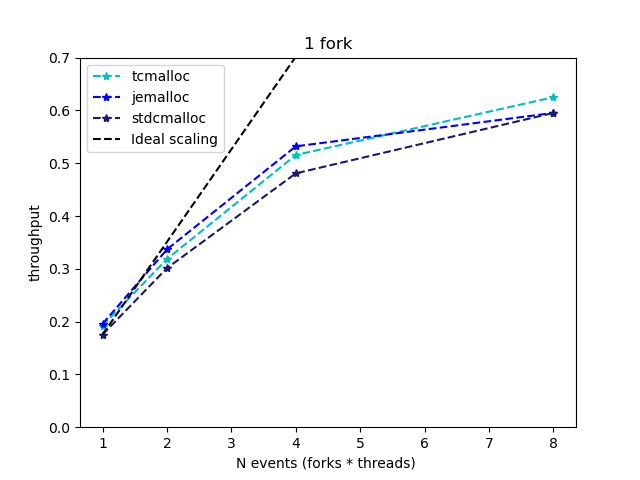 1 fork
tcmalloc
jemalloc
stdcmalloc
Ideal scaling
throughput
0.7
0.6
0.5
0.4
0.3
0.2
0.1
0.0
1 2 3 4 5 6 7 8
N events (forks * threads)